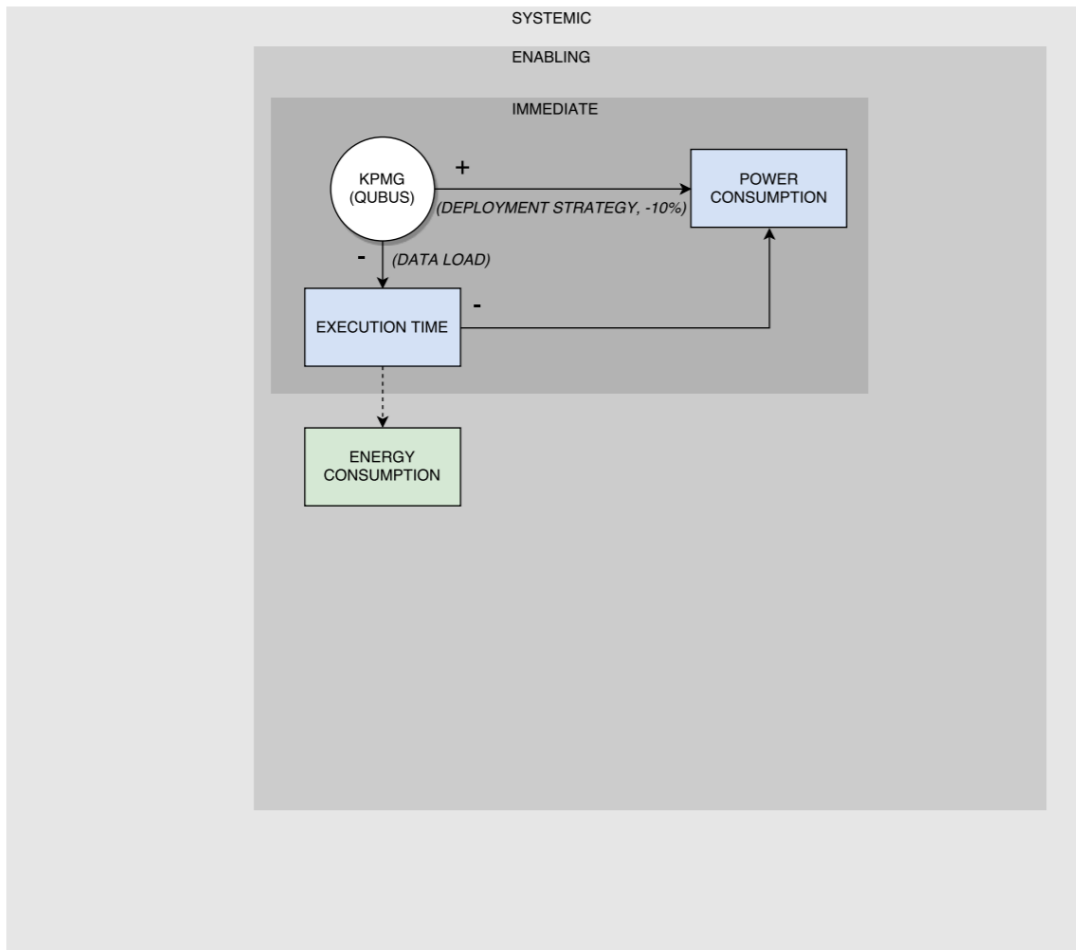 SYSTEMIC
ENABLING
IMMEDIATE
KPMG
(QUBUS)
+
(DEPLOYMENT STRATEGY, -10%)
POWER
CONSUMPTION
-
(DATA LOAD)
EXECUTION TIME
-
ENERGY
CONSUMPTION